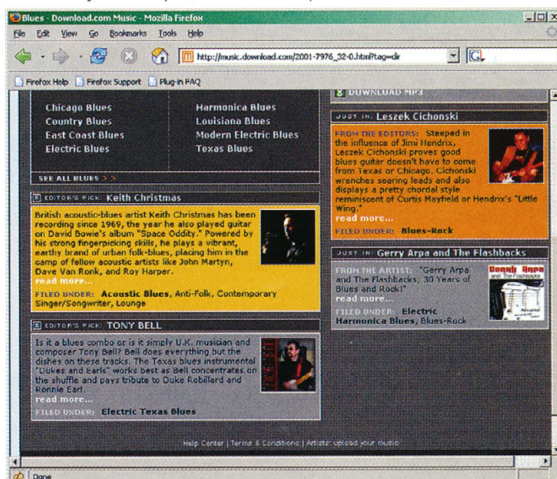 Blues - Download.com Music - Mozilla Firefox
File Edit View Go Bookmarks Tools Help
http://music.download.com/2001-7976_32-0.html?tag=dir
Firefox Help Firefox Support Plug-in FAQ
Chicago Blues
Country Blues
East Coast Blues
Electric Blues
Harmonica Blues
Louisiana Blues
Modern Electric Blues
Texas Blues
SEE ALL BLUES > >
EDITOR'S PICK: Keith Christmas
British acoustic-blues artist Keith Christmas has been
recording since 1969, the year he also played guitar
on David Bowie's album "Space Oddity." Powered by
his strong fingerpicking skills, he plays a vibrant,
earthy brand of urban folk-blues, placing him in the
camp of fellow acoustic artists like John Martyn,
Dave Van Ronk, and Roy Harper.
read more...
FILED UNDER: Acoustic Blues, Anti-Folk, Contemporary
Singer/Songwriter, Lounge
EDITOR'S PICK: TONY BELL
Is it a blues combo or is it simply U.K. musician and
composer Tony Bell? Bell does everything but the
dishes on these tracks. The Texas blues instrumental
"Dukes and Earls" works best as Bell concentrates on
the shuffle and pays tribute to Duke Robillard and
Ronnie Earl.
read more...
FILED UNDER: Electric Texas Blues
DOWNLOAD MP3
JUST IN: Leszek Cichonski
FROM THE EDITORS: Steeped in
the influence of Jimi Hendrix,
Leszek Cichonski proves good
blues guitar doesn't have to come
from Texas or Chicago. Cichonski
wrenches searing leads and also
displays a pretty chordal style
reminiscent of Curtis Mayfield or Hendrix's "Little
Wing."
read more...
FILED UNDER: Blues-Rock
JUST IN: Gerry Arpa and The Flashbacks
FROM THE ARTIST: "Gerry Arpa
and The Flashbacks; 30 Years of
Blues and Rock!"
read more...
FILED UNDER: Electric
Harmonica Blues, Blues-Rock
Help Center | Terms & Conditions | Artists: upload your music
Done